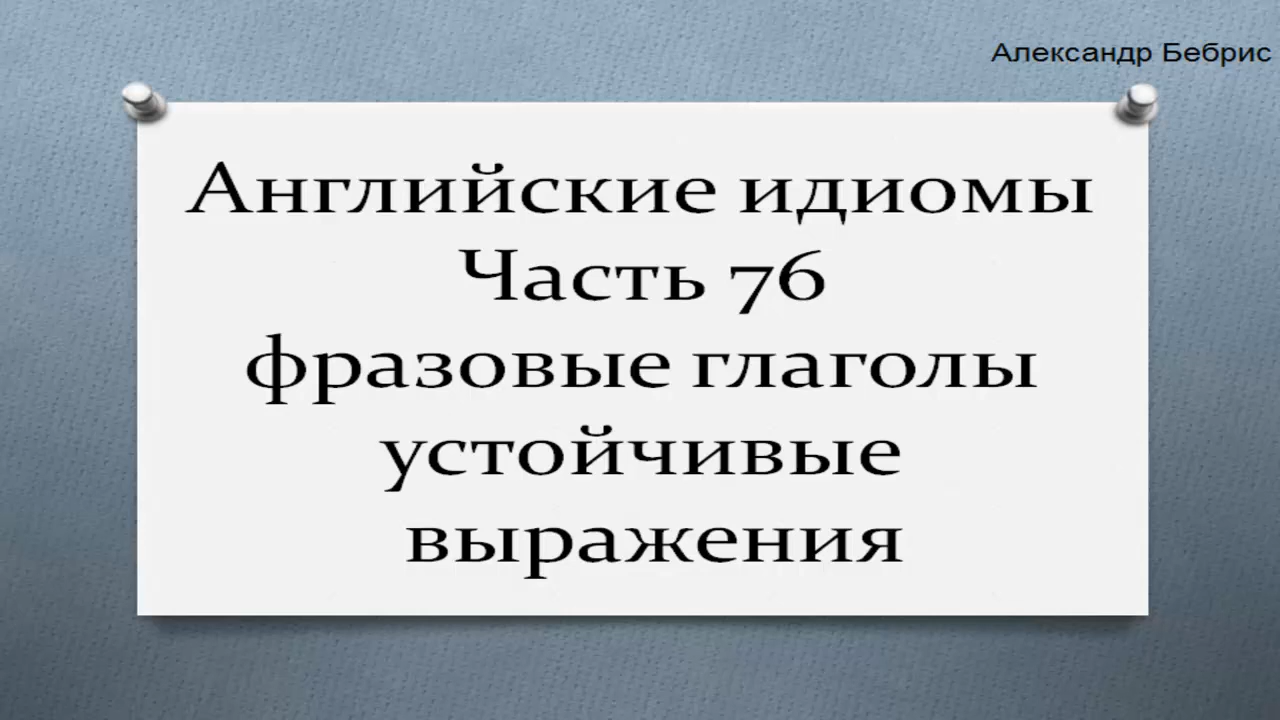 Александр Бебрис
Английские идиомы
Часть 76
фразовые глаголы
устойчивые
выражения